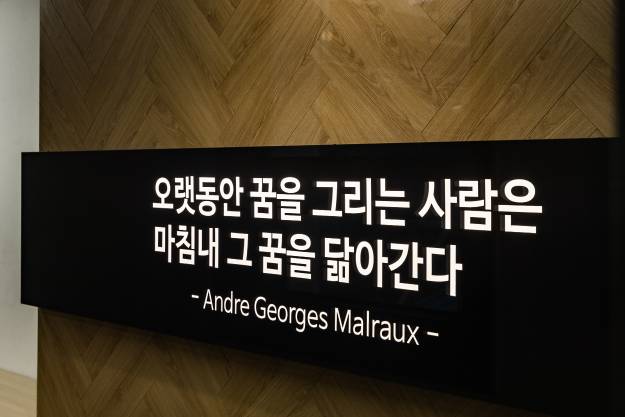 오랫동안 꿈을 그리는 사람은
마침내 그 꿈을 닮아간다
– Andre Georges Malraux –